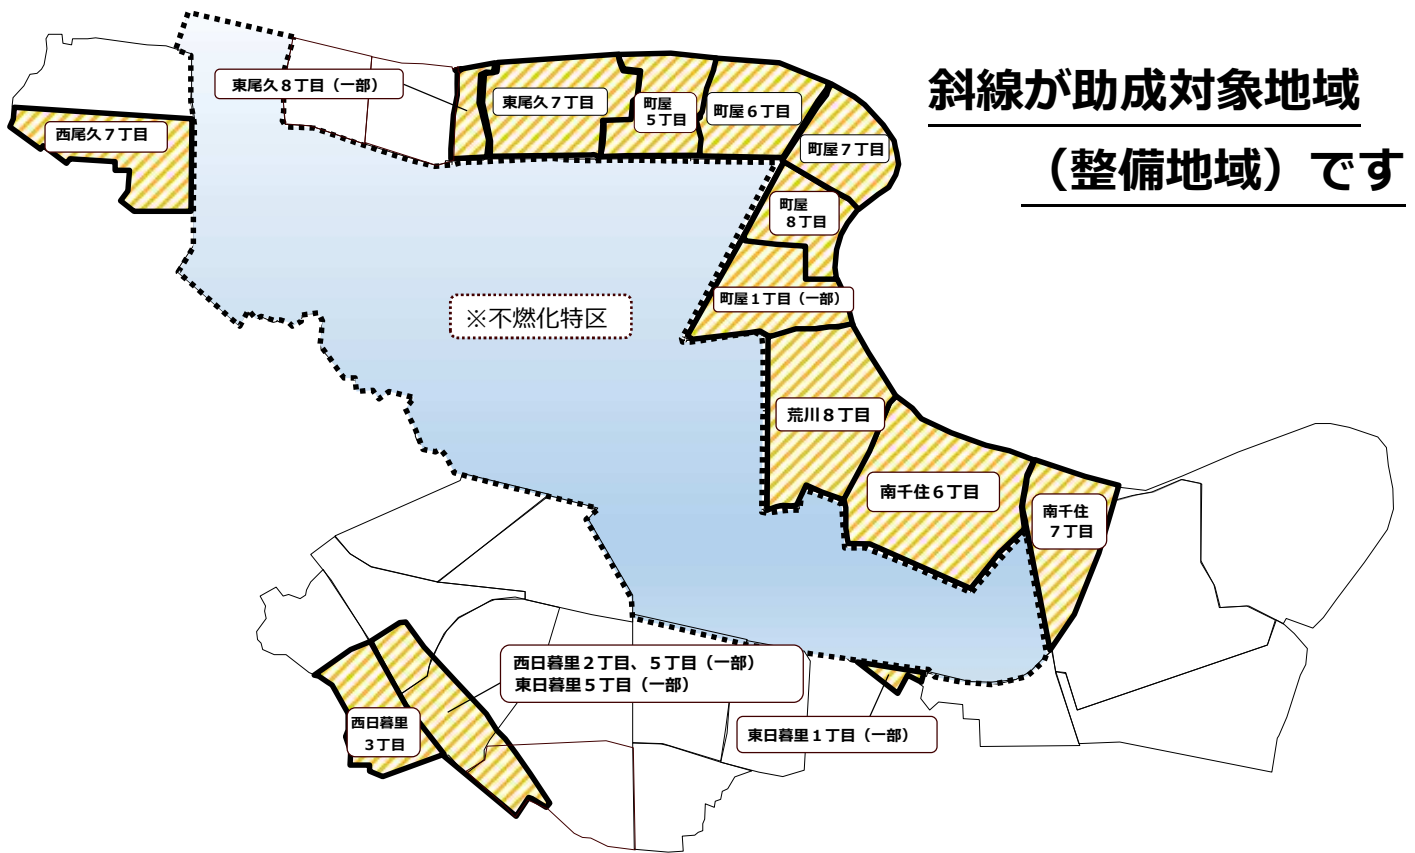 斜線が助成対象地域
（整備地域）です
東尾久８丁目（一部）
東尾久７丁目
町屋
５丁目
町屋６丁目
西尾久７丁目
町屋７丁目
町屋
８丁目
町屋１丁目（一部）
※不燃化特区
荒川８丁目
南千住６丁目
南千住
７丁目
西日暮里２丁目、５丁目（一部）
東日暮里５丁目（一部）
西日暮里
３丁目
東日暮里１丁目（一部）